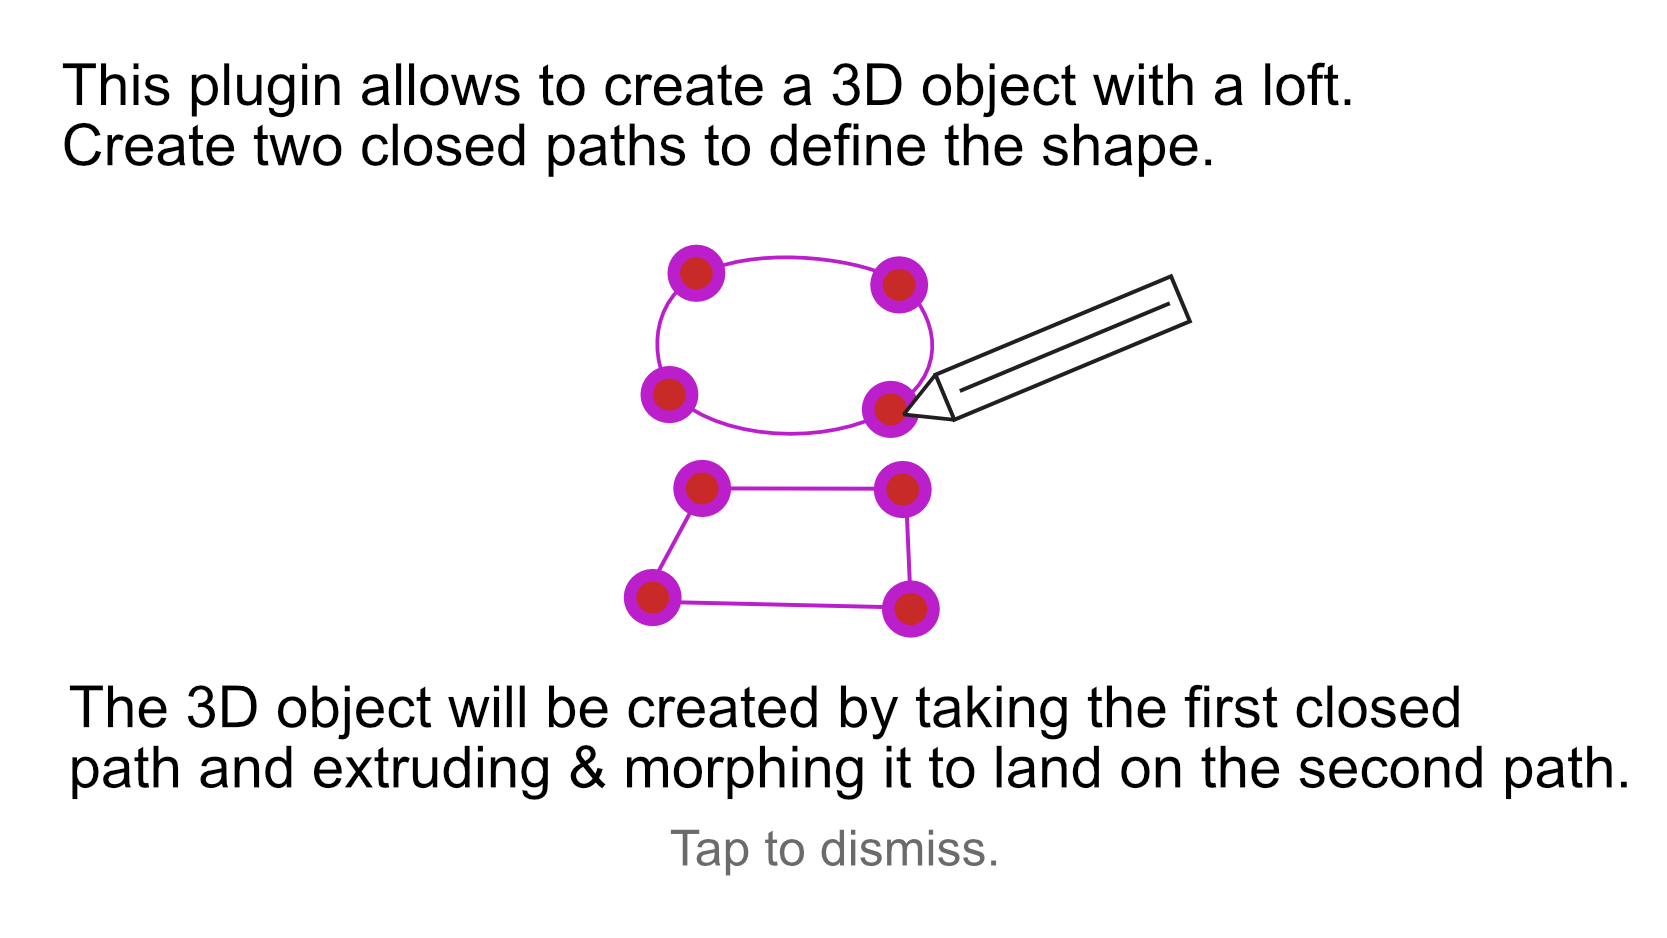 This plugin allows to create a 3D object with a loft.
Create two closed paths to define the shape.
The 3D object will be created by taking the first closed
path and extruding & morphing it to land on the second path.
Tap to dismiss.